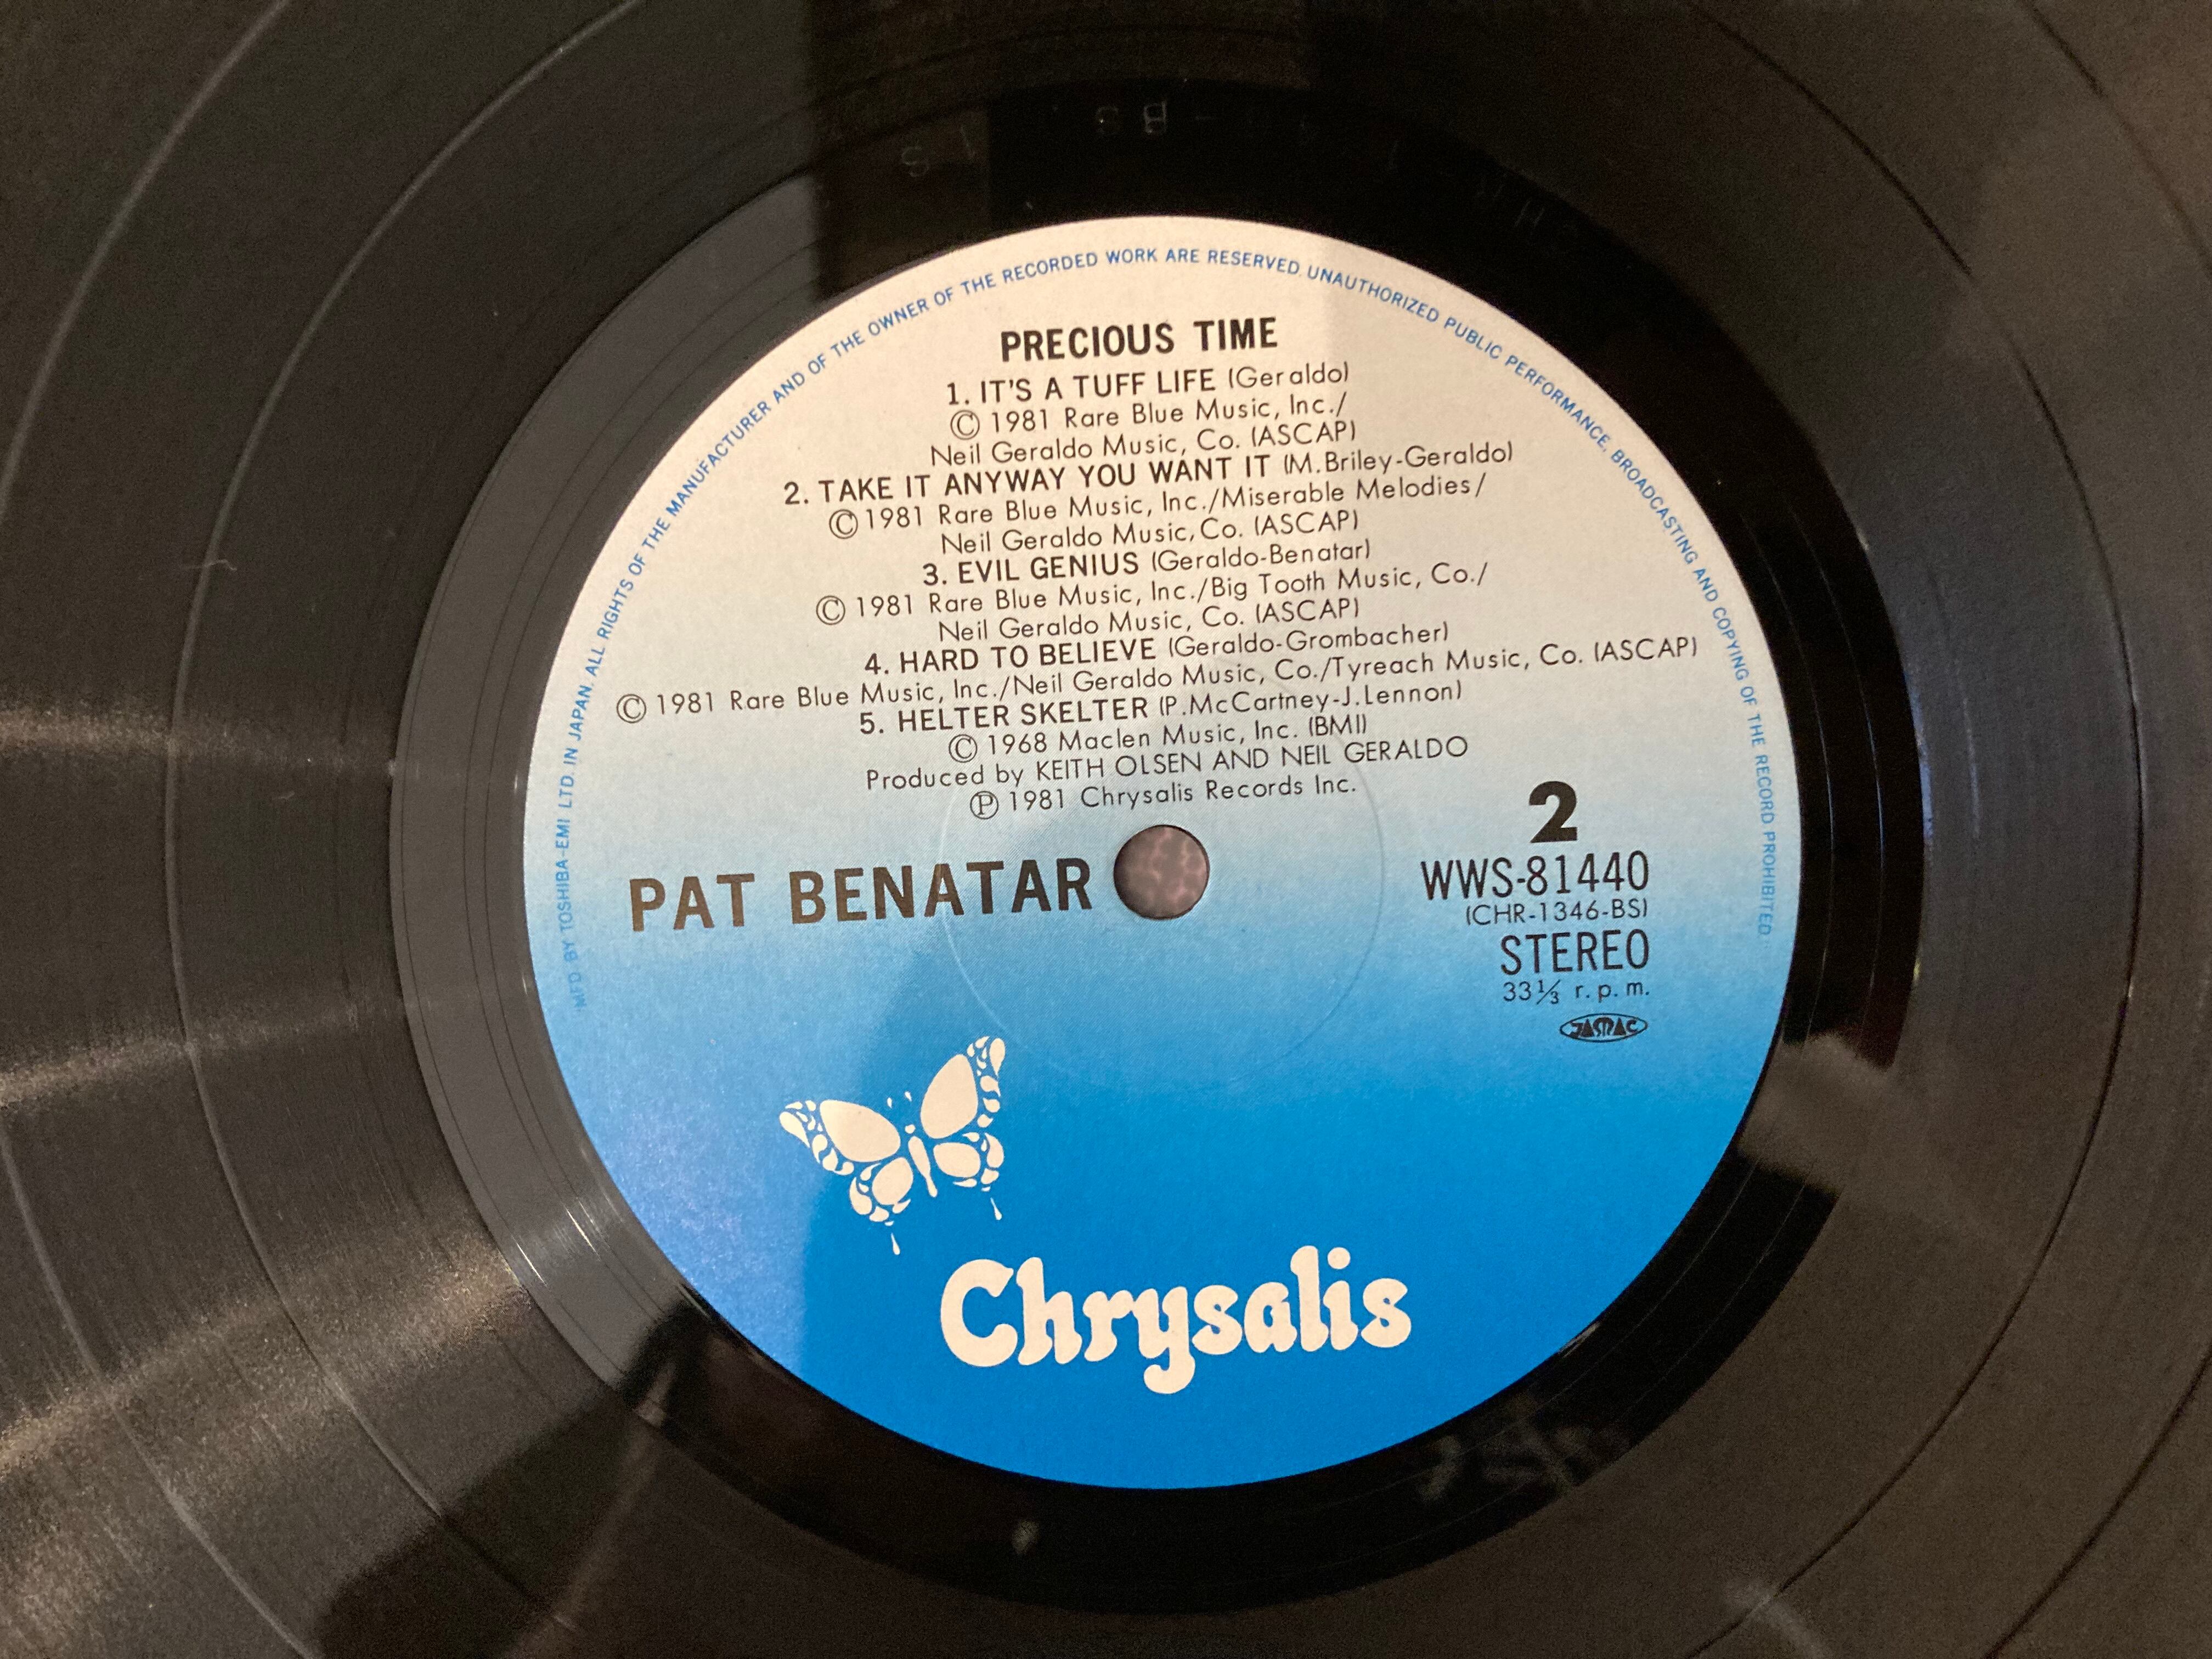 MFD BY TOSHIBA-EMI LTD. IN JAPAN. ALL RIGHTS OF THE MANUFACTURER AND OF THE OWNER OF THE RECORDED WORK ARE RESERVED. UNAUTHORIZED PUBLIC PERFORMANCE, BROADCASTING AND COPYING OF THE RECORD PROHIBITED.
PRECIOUS TIME
1. IT'S A TUFF LIFE (Geraldo)
© 1981 Rare Blue Music, Inc./
Neil Geraldo Music, Co. (ASCAP)
2. TAKE IT ANYWAY YOU WANT IT (M.Briley-Geraldo)
© 1981 Rare Blue Music, Inc./Miserable Melodies/
Neil Geraldo Music, Co. (ASCAP)
3. EVIL GENIUS (Geraldo-Benatar)
© 1981 Rare Blue Music, Inc./Big Tooth Music, Co./
Neil Geraldo Music, Co. (ASCAP)
4. HARD TO BELIEVE (Geraldo-Grombacher)
© 1981 Rare Blue Music, Inc./Neil Geraldo Music, Co./Tyreach Music, Co. (ASCAP)
5. HELTER SKELTER (P.McCartney-J.Lennon)
© 1968 Maclen Music, Inc. (BMI)
Produced by KEITH OLSEN AND NEIL GERALDO
℗ 1981 Chrysalis Records Inc.
PAT BENATAR
2
WWS-81440
(CHR-1346-BS)
STEREO
33⅓ r.p.m.
JASRAC
Chrysalis